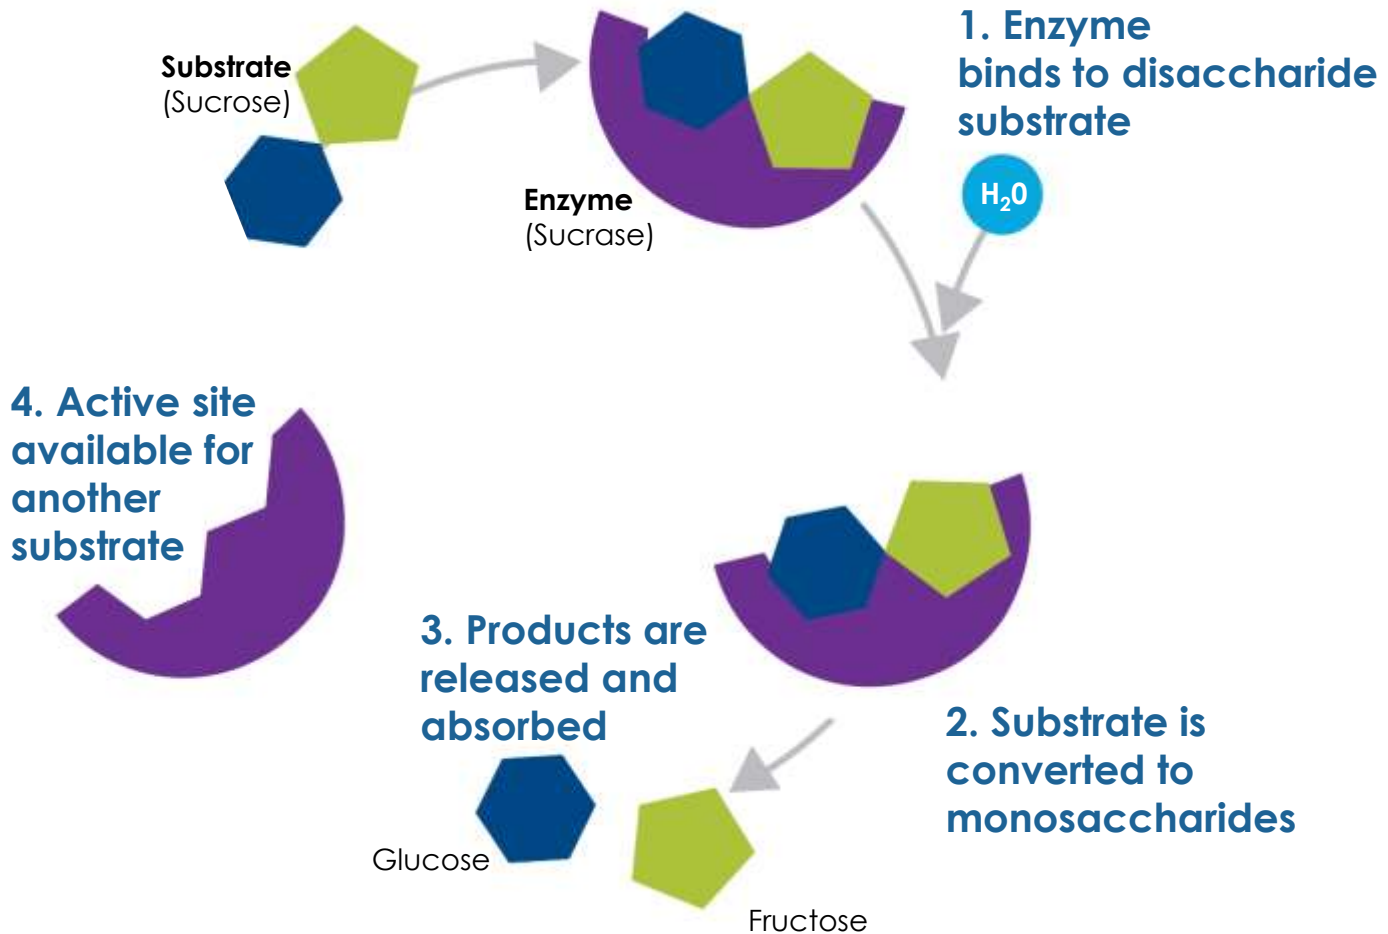 Substrate
(Sucrose)
1. Enzyme
binds to disaccharide
substrate
H₂0
Enzyme
(Sucrase)
2. Substrate is
converted to
monosaccharides
3. Products are
released and
absorbed
Glucose
Fructose
4. Active site
available for
another
substrate